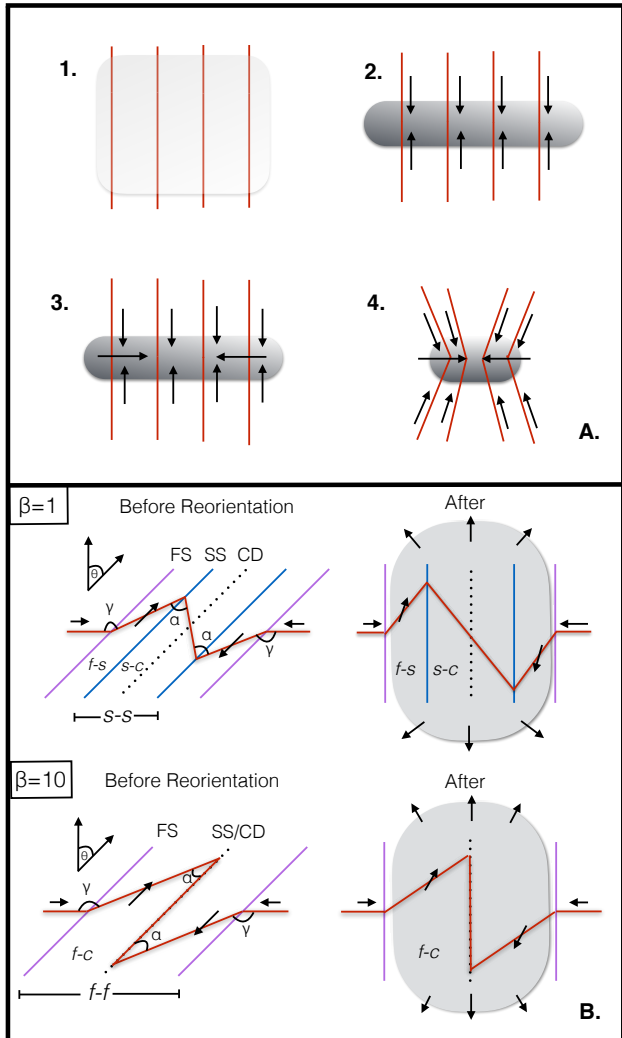 1.
2.
3.
4.
A.
β=1
Before Reorientation
After
θ
FS SS CD
γ
α
α
γ
f-s
s-c
s-s
f-s
s-c
β=10
Before Reorientation
After
θ
FS
SS/CD
γ
α
α
γ
f-c
f-f
f-c
B.